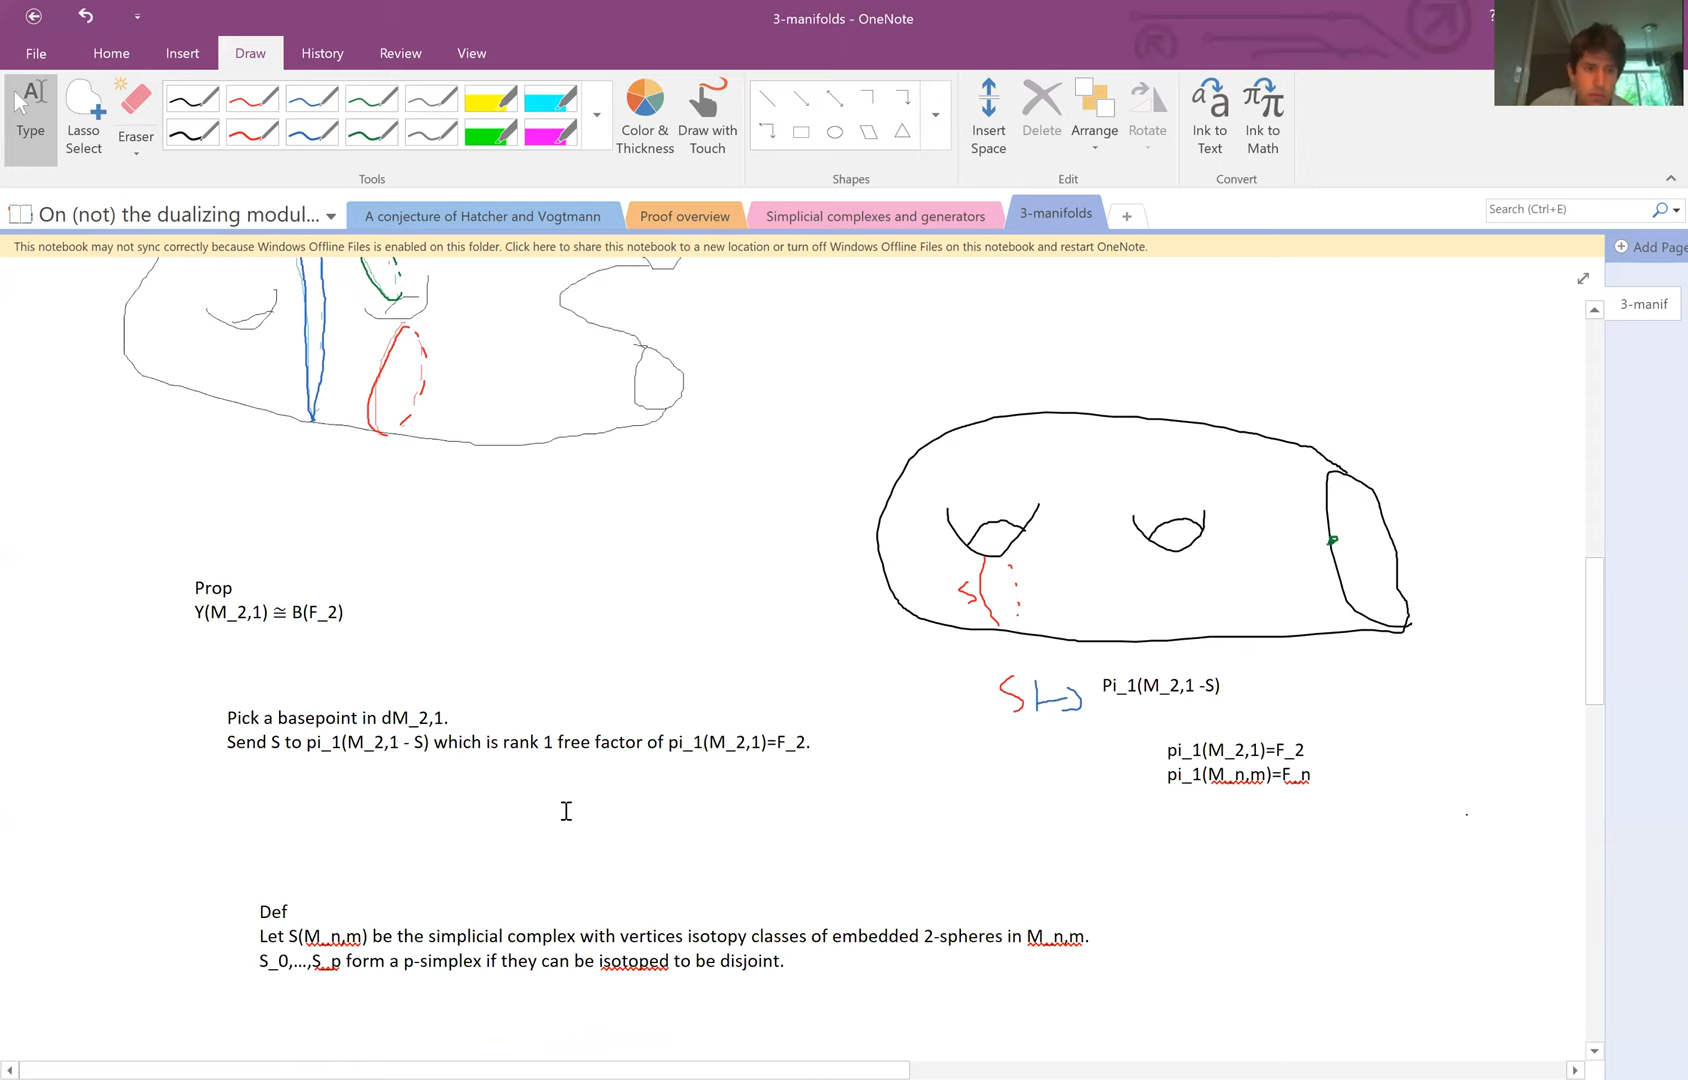 3-manifolds - OneNote
?
File
Home
Insert
Draw
History
Review
View
Type
Lasso
Select
Eraser
Color &
Thickness
Draw with
Touch
Insert
Space
Delete
Arrange
Rotate
Ink to
Text
Ink to
Math
Tools
Shapes
Edit
Convert
On (not) the dualizing modul...
A conjecture of Hatcher and Vogtmann
Proof overview
Simplicial complexes and generators
3-manifolds
Search (Ctrl+E)
This notebook may not sync correctly because Windows Offline Files is enabled on this folder. Click here to share this notebook to a new location or turn off Windows Offline Files on this notebook and restart OneNote.
Add Page
3-manif
Prop
Y(M_2,1) ≅ B(F_2)
S
S ↦ Pi_1(M_2,1 -S)
Pick a basepoint in dM_2,1.
Send S to pi_1(M_2,1 - S) which is rank 1 free factor of pi_1(M_2,1)=F_2.
pi_1(M_2,1)=F_2
pi_1(M_n,m)=F_n
Def
Let S(M_n,m) be the simplicial complex with vertices isotopy classes of embedded 2-spheres in M_n,m.
S_0,...,S_p form a p-simplex if they can be isotoped to be disjoint.